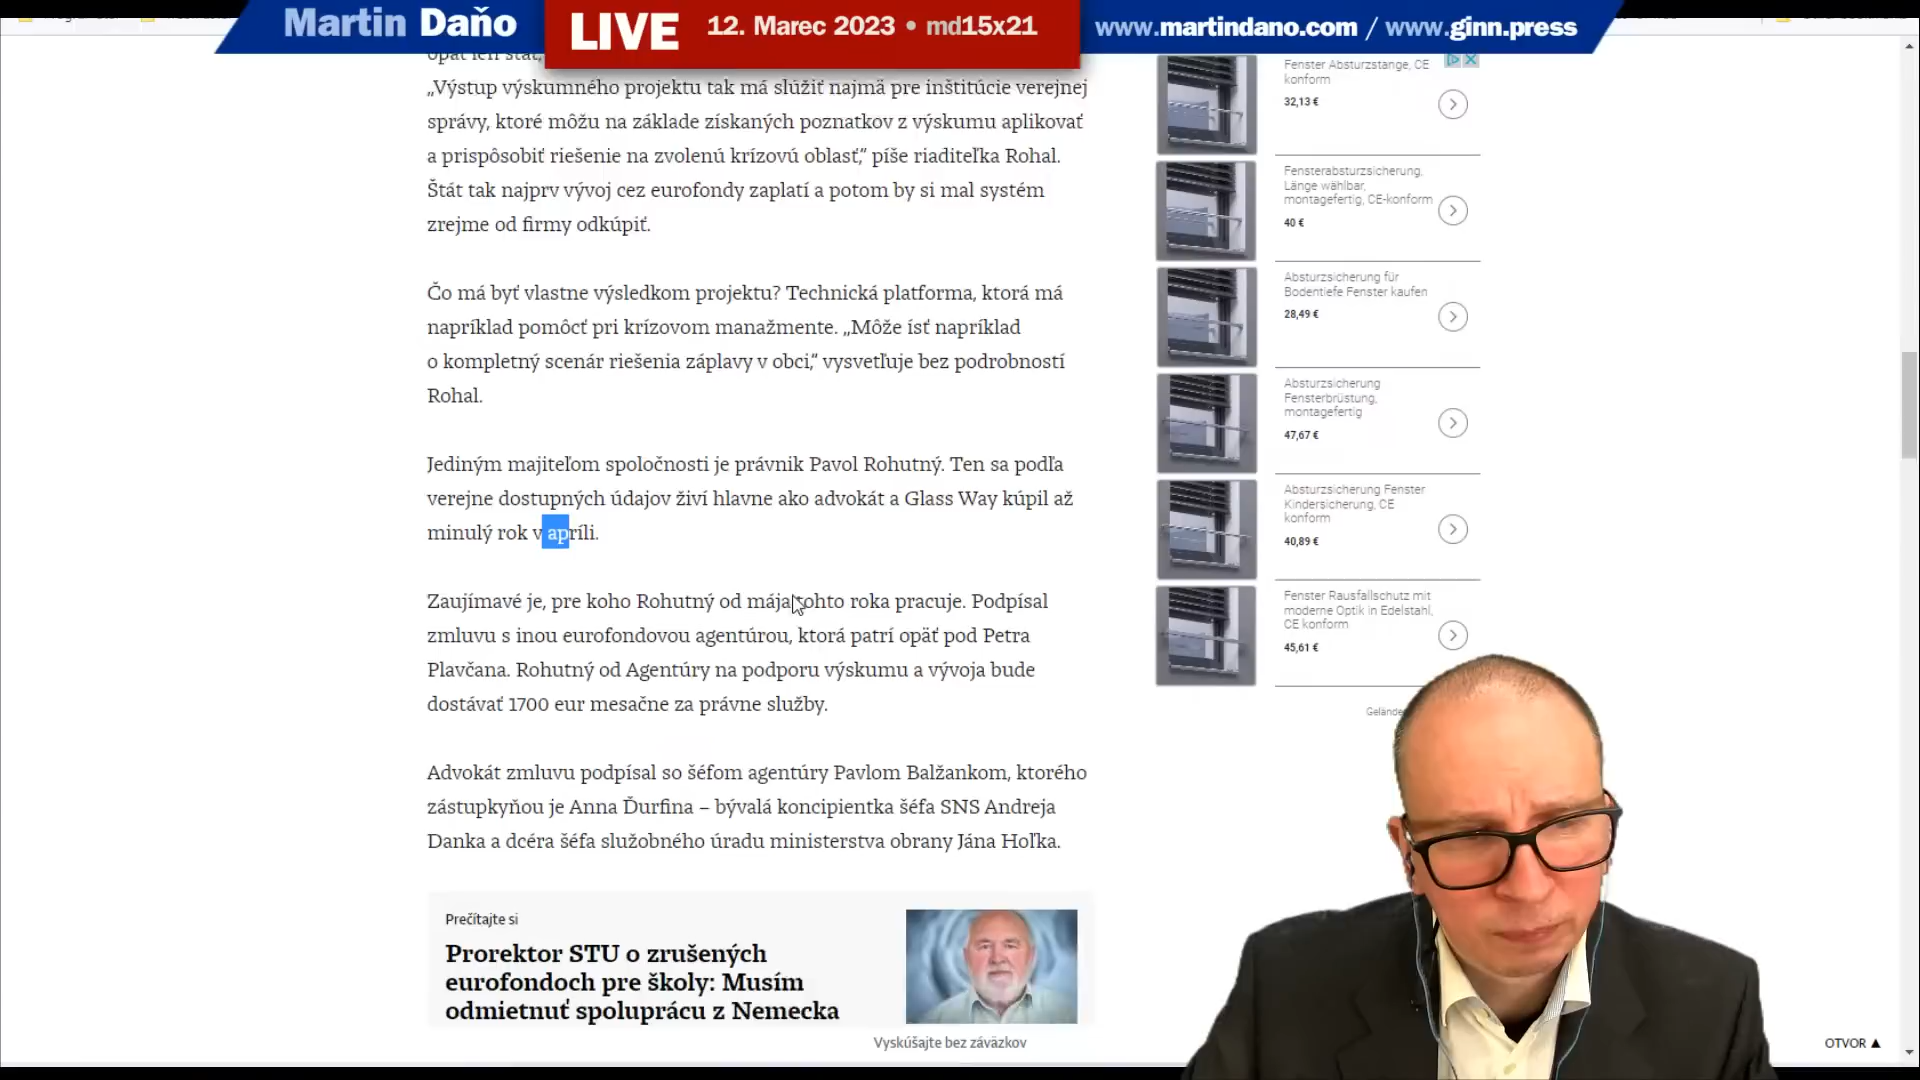 Martin Daňo
LIVE
12. Marec 2023 • md15x21
www.martindano.com / www.ginn.press
opäť len štát,
„Výstup výskumného projektu tak má slúžiť najmä pre inštitúcie verejnej
správy, ktoré môžu na základe získaných poznatkov z výskumu aplikovať
a prispôsobiť riešenie na zvolenú krízovú oblasť,“ píše riaditeľka Rohal.
Štát tak najprv vývoj cez eurofondy zaplatí a potom by si mal systém
zrejme od firmy odkúpiť.
Čo má byť vlastne výsledkom projektu? Technická platforma, ktorá má
napríklad pomôcť pri krízovom manažmente. „Môže ísť napríklad
o kompletný scenár riešenia záplavy v obci,“ vysvetľuje bez podrobností
Rohal.
Jediným majiteľom spoločnosti je právnik Pavol Rohutný. Ten sa podľa
verejne dostupných údajov živí hlavne ako advokát a Glass Way kúpil až
minulý rok v apríli.
Zaujímavé je, pre koho Rohutný od mája tohto roka pracuje. Podpísal
zmluvu s inou eurofondovou agentúrou, ktorá patrí opäť pod Petra
Plavčana. Rohutný od Agentúry na podporu výskumu a vývoja bude
dostávať 1700 eur mesačne za právne služby.
Advokát zmluvu podpísal so šéfom agentúry Pavlom Balžankom, ktorého
zástupkyňou je Anna Ďurfina – bývalá koncipientka šéfa SNS Andreja
Danka a dcéra šéfa služobného úradu ministerstva obrany Jána Hoľka.
Prečítajte si
Prorektor STU o zrušených
eurofondoch pre školy: Musím
odmietnuť spoluprácu z Nemecka
Vyskúšajte bez záväzkov
Fenster Absturzstange, CE
konform
32,13 €
Fensterabsturzsicherung,
Länge wählbar,
montagefertig, CE-konform
40 €
Absturzsicherung für
Bodentiefe Fenster kaufen
28,49 €
Absturzsicherung
Fensterbrüstung,
montagefertig
47,67 €
Absturzsicherung Fenster
Kindersicherung, CE
konform
40,89 €
Fenster Rausfallschutz mit
moderne Optik in Edelstahl,
CE konform
45,61 €
OTVOR ▲